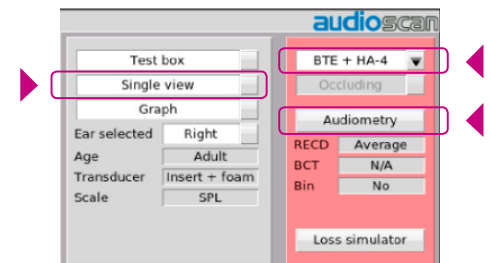 audioscan
Test box
Single view
Graph
Ear selected Right
Age Adult
Transducer Insert + foam
Scale SPL
BTE + HA-4
Occluding
Audiometry
RECD Average
BCT N/A
Bin No
Loss simulator